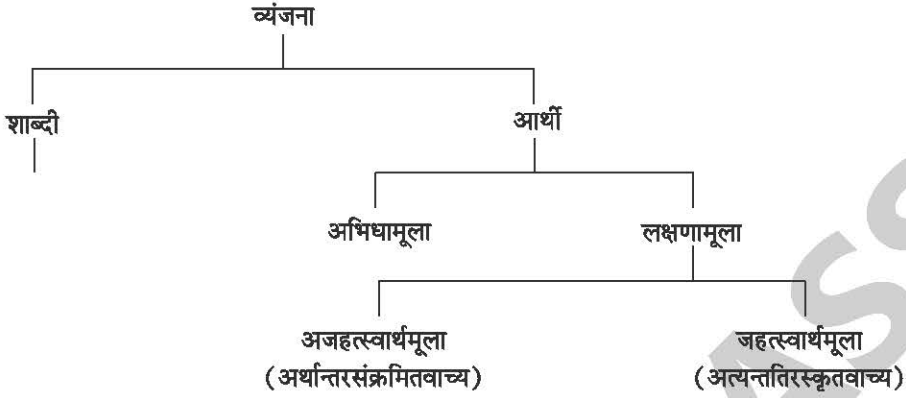 व्यंजना
शाब्दी
आर्थी
अभिधामूला
लक्षणामूला
अजहत्स्वार्थमूला
(अर्थान्तरसंक्रमितवाच्य)
जहत्स्वार्थमूला
(अत्यन्ततिरस्कृतवाच्य)